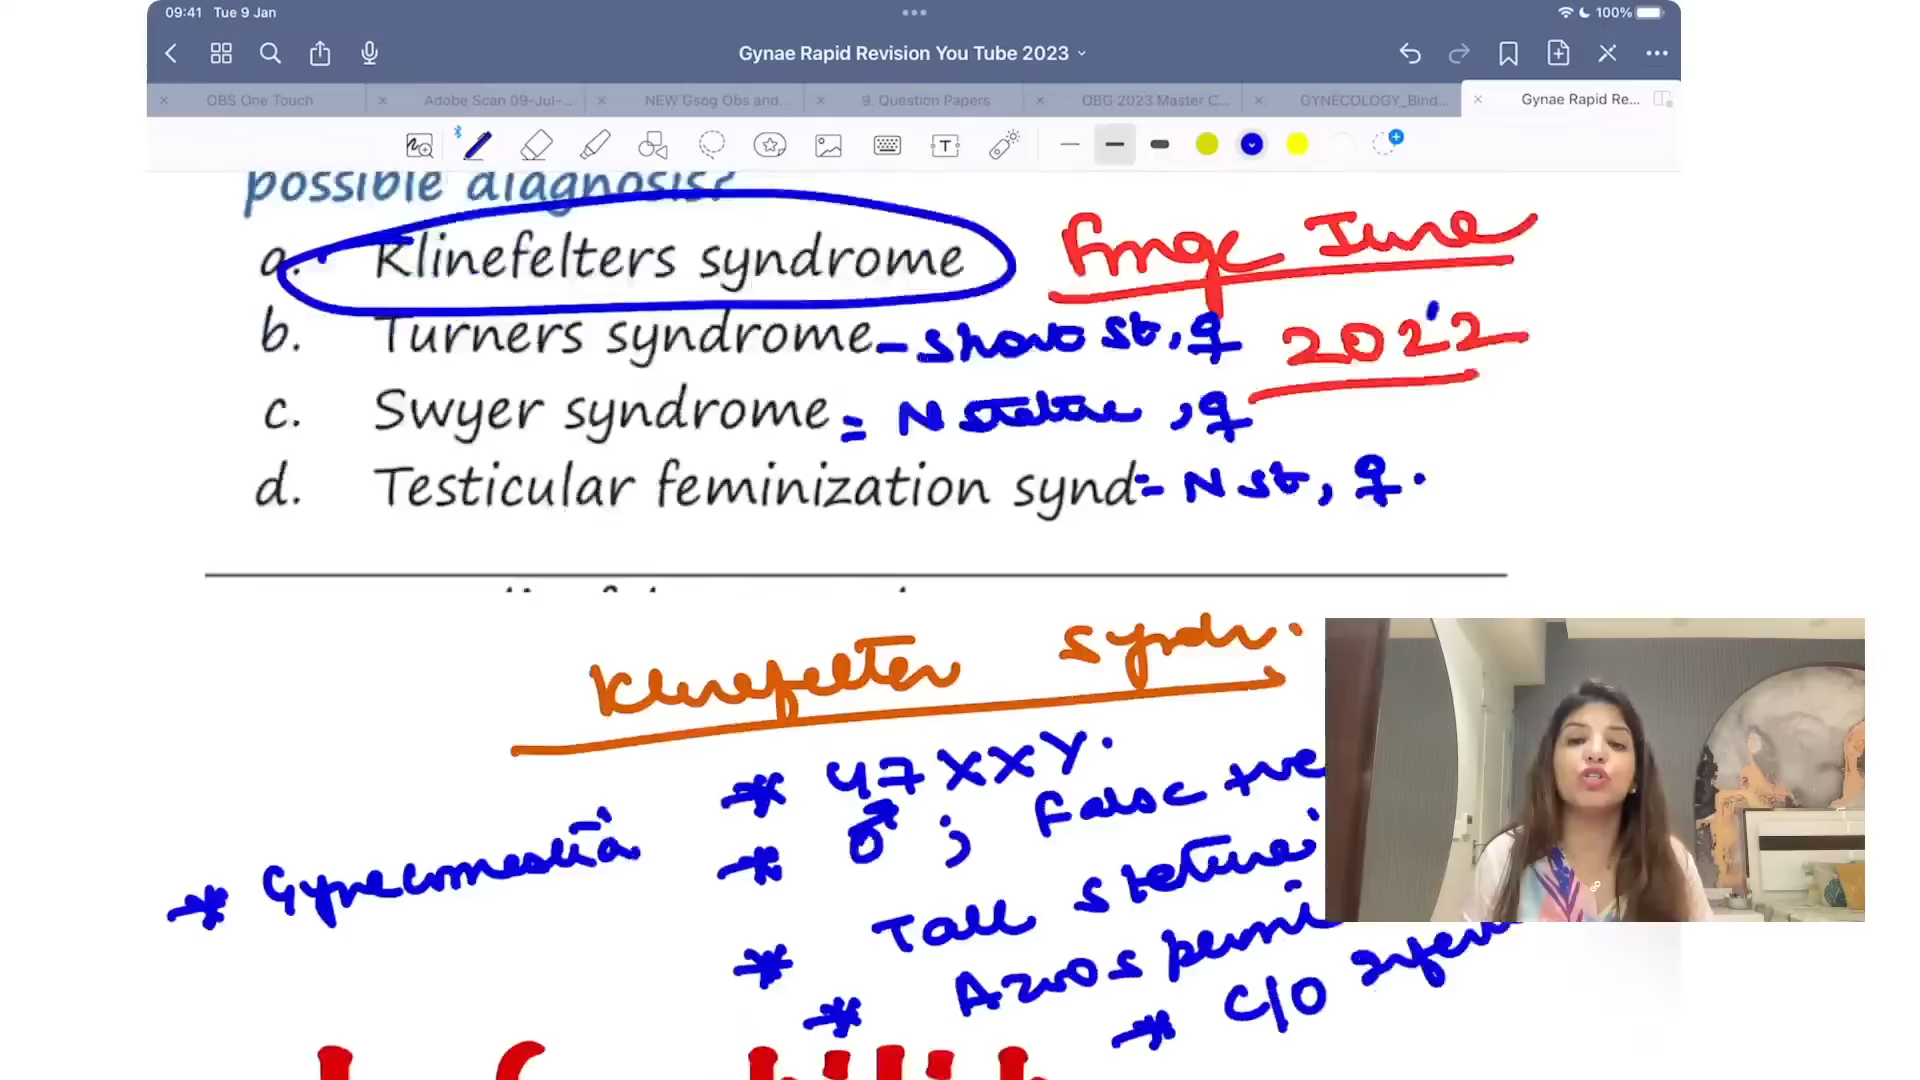 09:41 Tue 9 Jan 100%
Gynae Rapid Revision You Tube 2023
OBS One Touch Adobe Scan 09-Jul-... NEW Gsog Obs and... 9. Question Papers OBG 2023 Master C... GYNECOLOGY_Bind... Gynae Rapid Re...
possible diagnosis?
a. Klinefelters syndrome Fmge June
b. Turners syndrome - short st, ♀ 2022
c. Swyer syndrome = N stature, ♀
d. Testicular feminization synd = N st, ♀.
Klinefelter syndr.
* 47 XXY.
* ♂ ; False +ve
* Gynecomastia
* Tall stature
* Azoospermi
* C/O infer